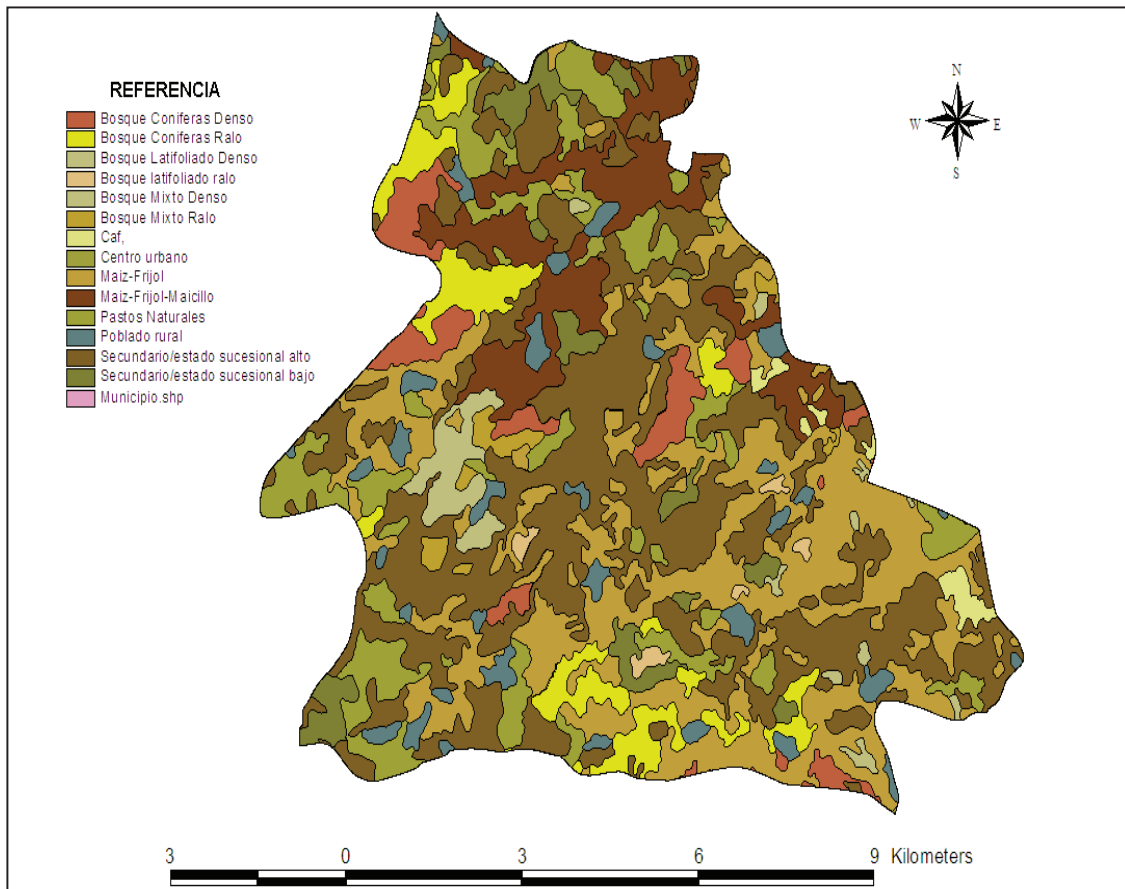 REFERENCIA
Bosque Coniferas Denso
Bosque Coniferas Ralo
Bosque Latifoliado Denso
Bosque latifoliado ralo
Bosque Mixto Denso
Bosque Mixto Ralo
Caf,
Centro urbano
Maiz-Frijol
Maiz-Frijol-Maicillo
Pastos Naturales
Poblado rural
Secundario/estado sucesional alto
Secundario/estado sucesional bajo
Municipio.shp
N
W E
S
3 0 3 6 9 Kilometers